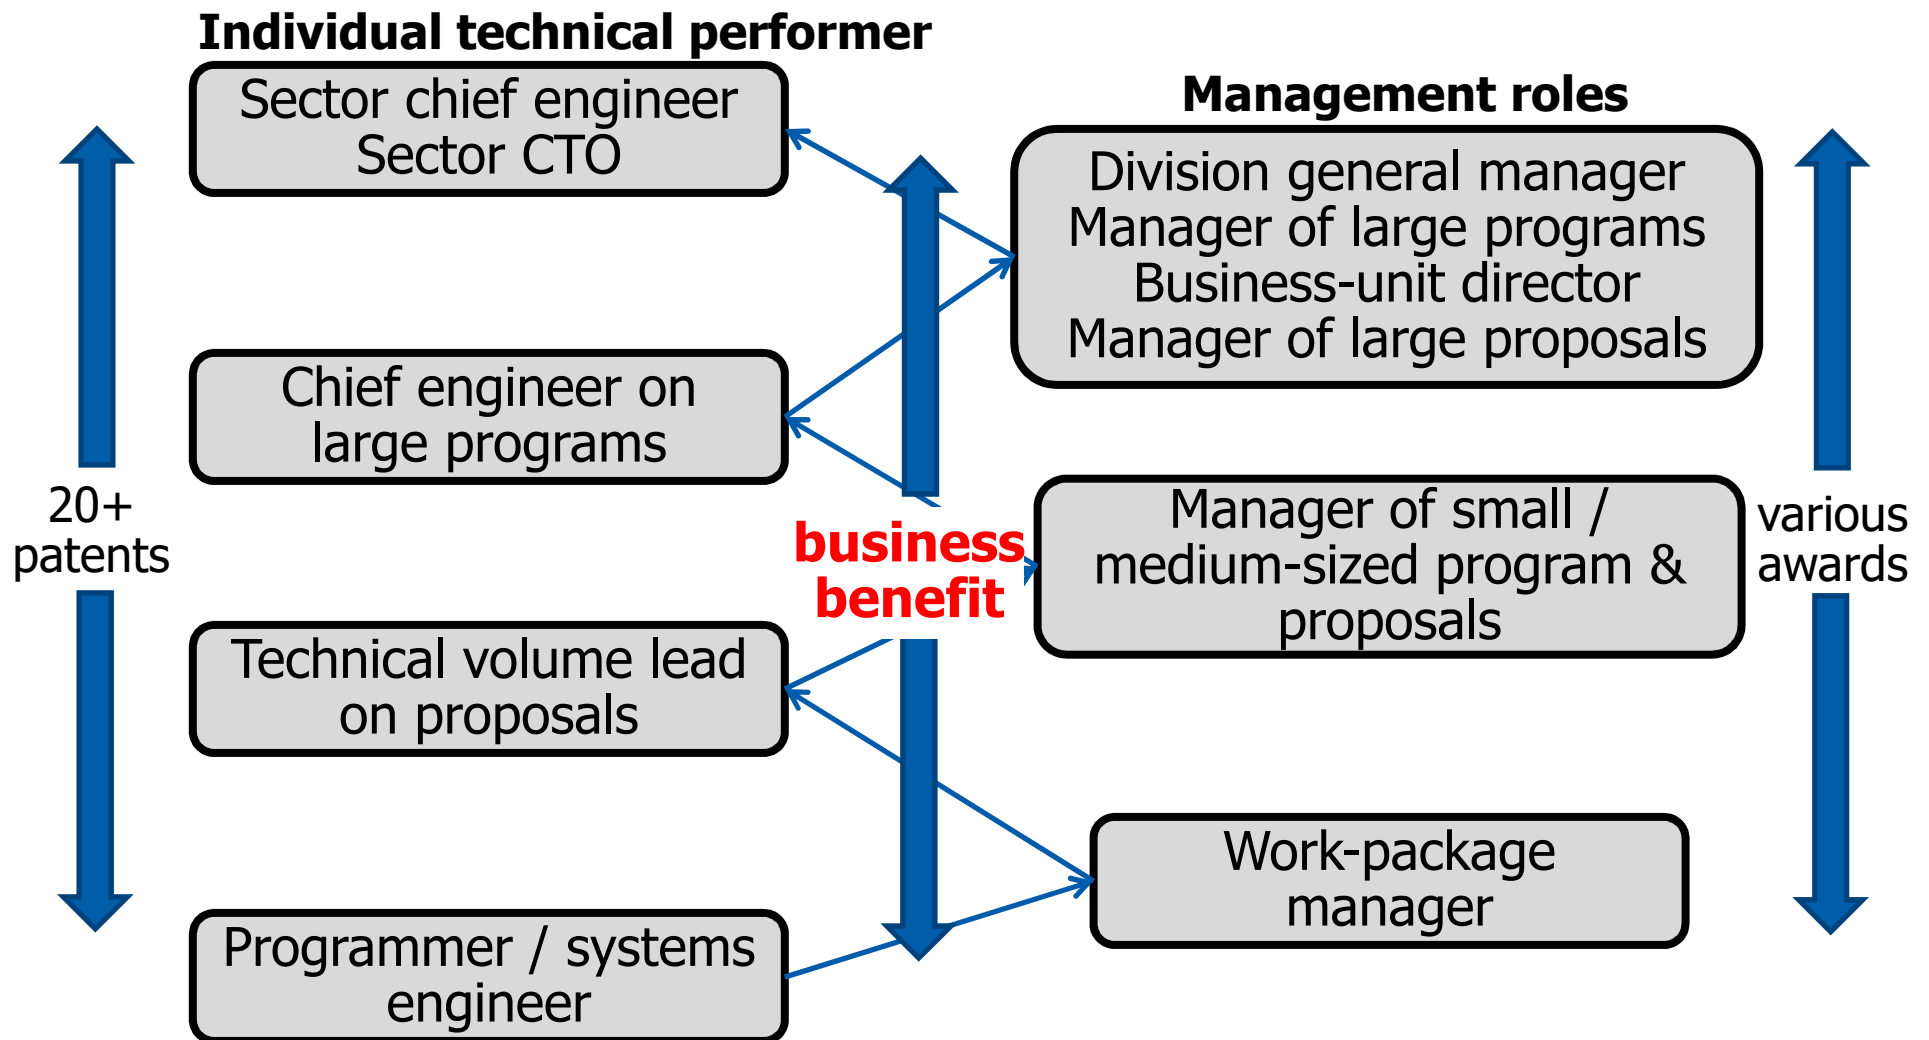 Individual technical performer
Sector chief engineer
Sector CTO
Management roles
Division general manager
Manager of large programs
Business-unit director
Manager of large proposals
Chief engineer on
large programs
20+
patents
business
benefit
Manager of small /
medium-sized program &
proposals
various
awards
Technical volume lead
on proposals
Work-package
manager
Programmer / systems
engineer